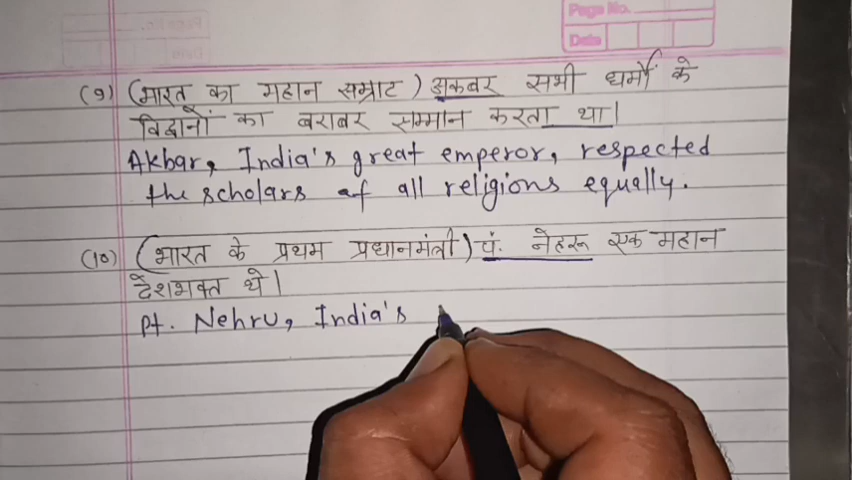 Page No.
Date
(9) (भारत का महान सम्राट) अकबर सभी धर्मों के
विद्वानों का बराबर सम्मान करता था।
Akbar, India's great emperor, respected
the scholars of all religions equally.
(10) (भारत के प्रथम प्रधानमंत्री) पं. नेहरू एक महान
देशभक्त थे।
Pt. Nehru, India's